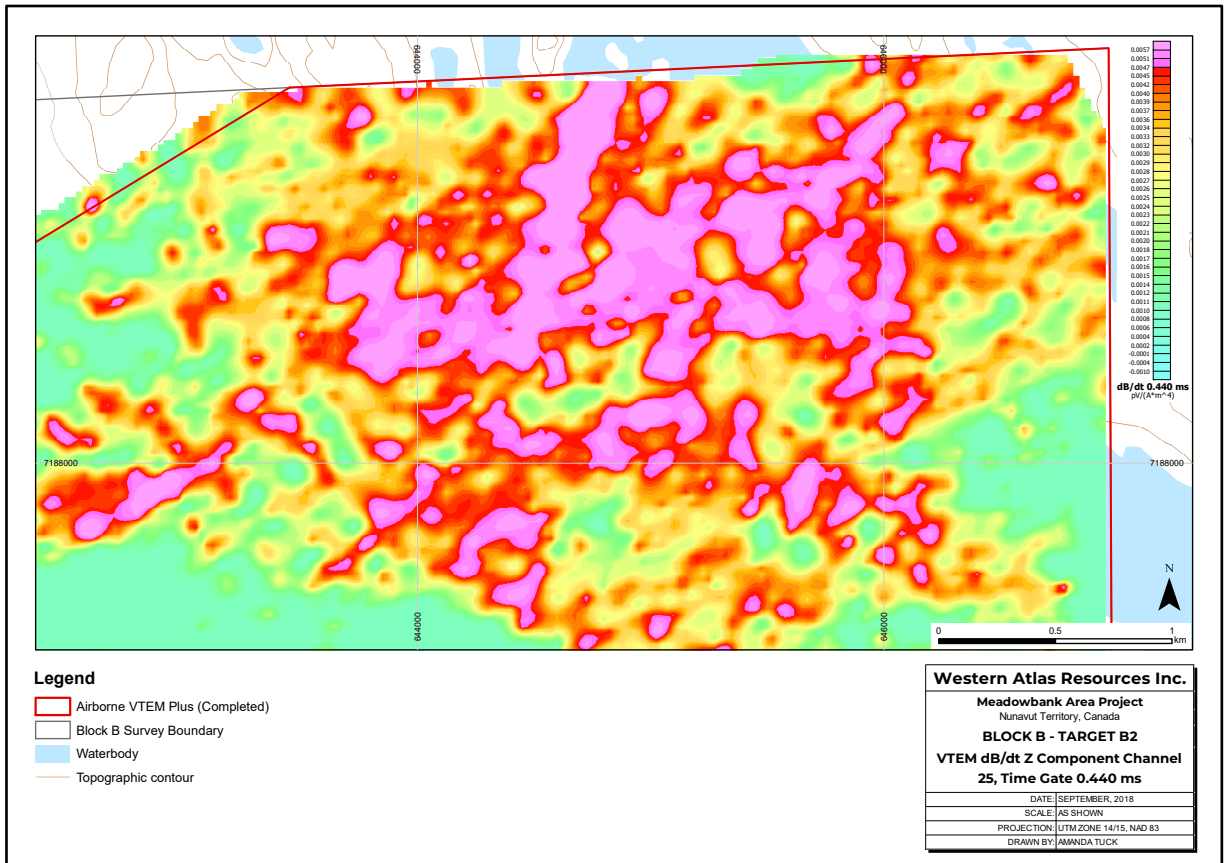 644000
646000
0.0057
0.0051
0.0047
0.0045
0.0042
0.0040
0.0037
0.0036
0.0034
0.0033
0.0031
0.0030
0.0029
0.0028
0.0027
0.0025
0.0024
0.0023
0.0022
0.0021
0.0020
0.0018
0.0017
0.0016
0.0015
0.0013
0.0014
0.0012
0.0011
0.0010
0.0008
0.0006
0.0004
0.0002
-0.0001
-0.0004
-0.0010
dB/dt 0.440 ms
pV/(A*m^4)
7188000
7188000
N
644000
646000
0 0.5 1
km
Legend
Airborne VTEM Plus (Completed)
Block B Survey Boundary
Waterbody
Topographic contour
Western Atlas Resources Inc.
Meadowbank Area Project
Nunavut Territory, Canada
BLOCK B - TARGET B2
VTEM dB/dt Z Component Channel
25, Time Gate 0.440 ms
DATE: SEPTEMBER, 2018
SCALE: AS SHOWN
PROJECTION: UTM ZONE 14/15, NAD 83
DRAWN BY: AMANDA TUCK